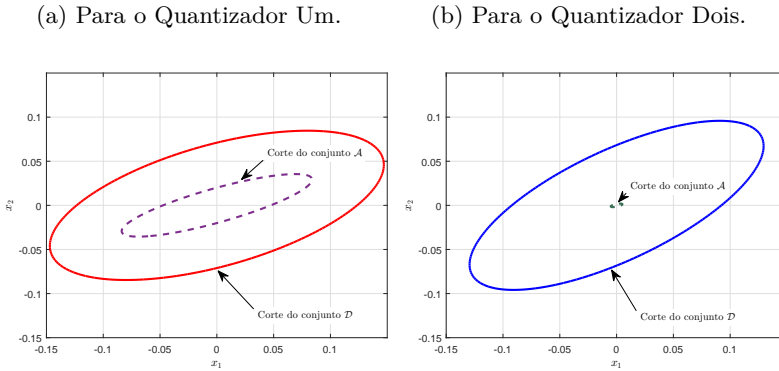 (a) Para o Quantizador Um.
(b) Para o Quantizador Dois.
0.1
0.05
0
-0.05
-0.1
-0.15
-0.15
-0.1
-0.05
0
0.05
0.1
x₂
x₁
Corte do conjunto 𝒜
Corte do conjunto 𝒟
0.1
0.05
0
-0.05
-0.1
-0.15
-0.15
-0.1
-0.05
0
0.05
0.1
x₂
x₁
Corte do conjunto 𝒜
Corte do conjunto 𝒟